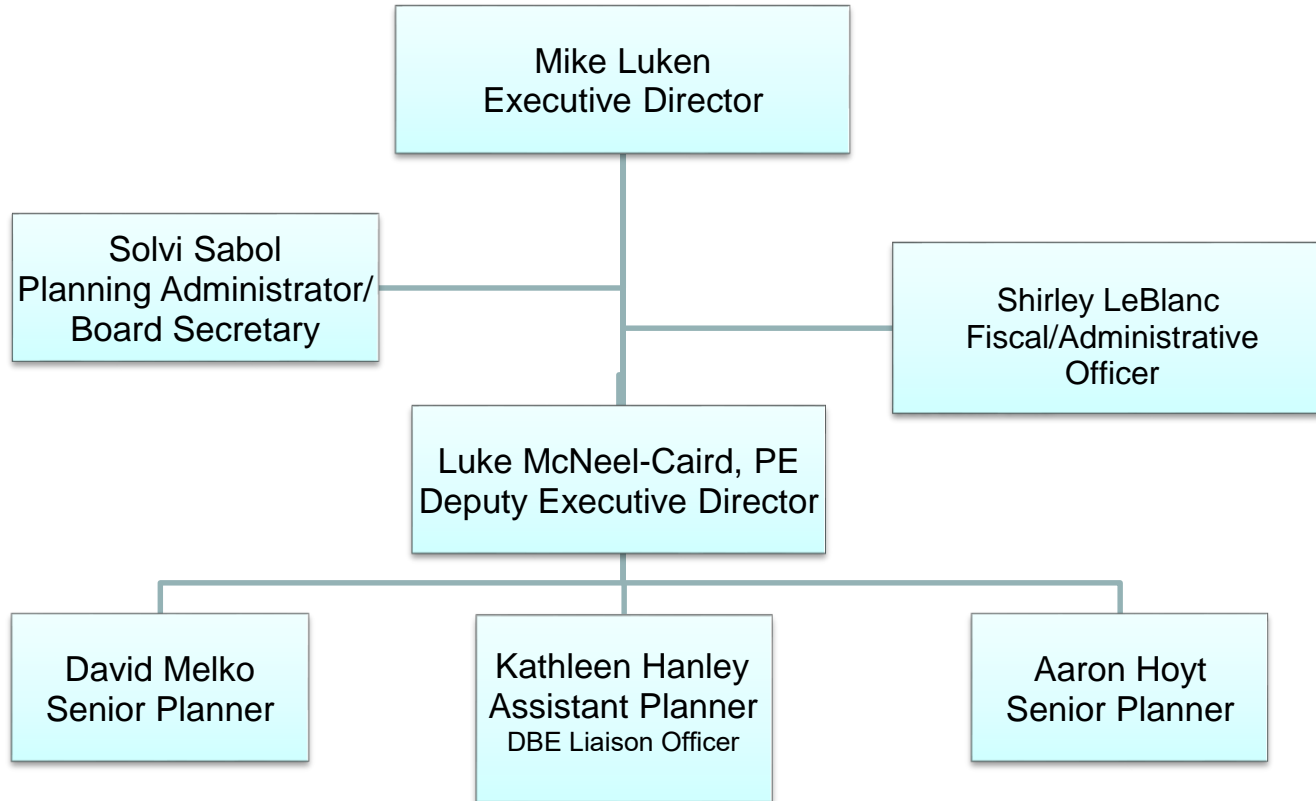 Mike Luken
Executive Director
Solvi Sabol
Planning Administrator/
Board Secretary
Shirley LeBlanc
Fiscal/Administrative
Officer
Luke McNeel-Caird, PE
Deputy Executive Director
David Melko
Senior Planner
Kathleen Hanley
Assistant Planner
DBE Liaison Officer
Aaron Hoyt
Senior Planner